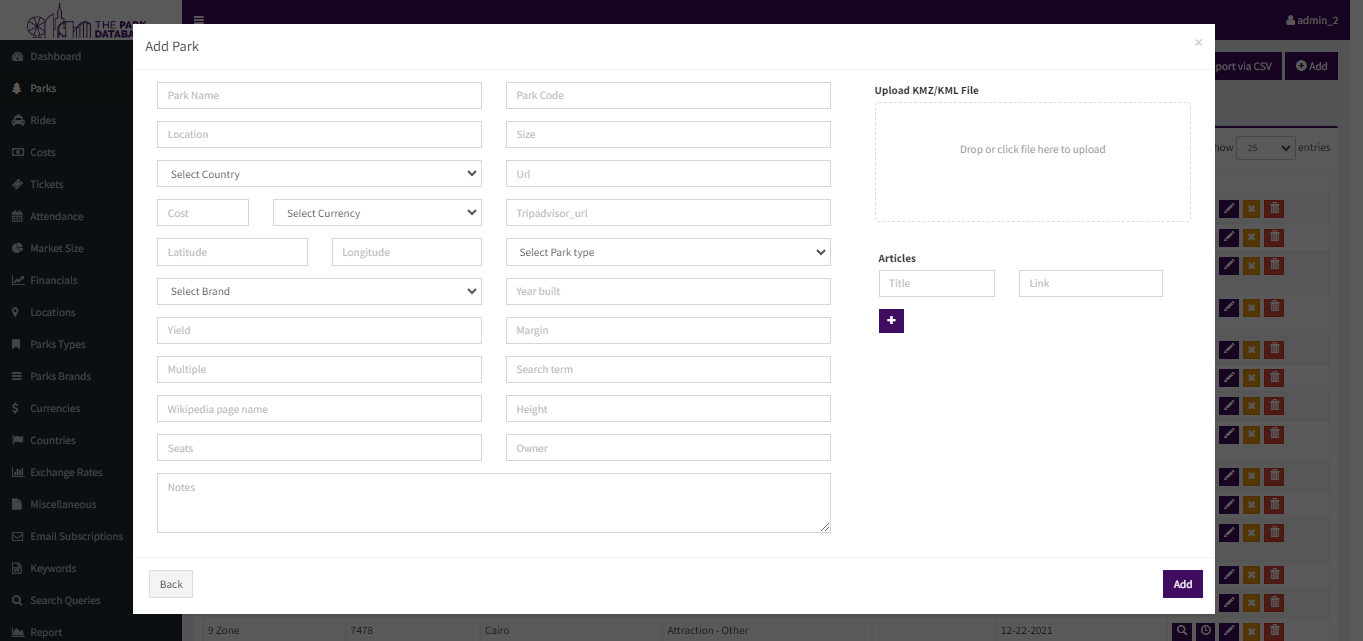 THE PARK
DATABA
admin_2
Dashboard
Parks
Rides
Costs
Tickets
Attendance
Market Size
Financials
Locations
Parks Types
Parks Brands
Currencies
Countries
Exchange Rates
Miscellaneous
Email Subscriptions
Keywords
Search Queries
Report
port via CSV
Add
how 25 entries
Add Park
×
Park Name
Park Code
Location
Size
Select Country
Url
Cost
Select Currency
Tripadvisor_url
Latitude
Longitude
Select Park type
Select Brand
Year built
Yield
Margin
Multiple
Search term
Wikipedia page name
Height
Seats
Owner
Notes
Upload KMZ/KML File
Drop or click file here to upload
Articles
Title
Link
Back
Add
9 Zone 7478 Cairo Attraction - Other 12-22-2021